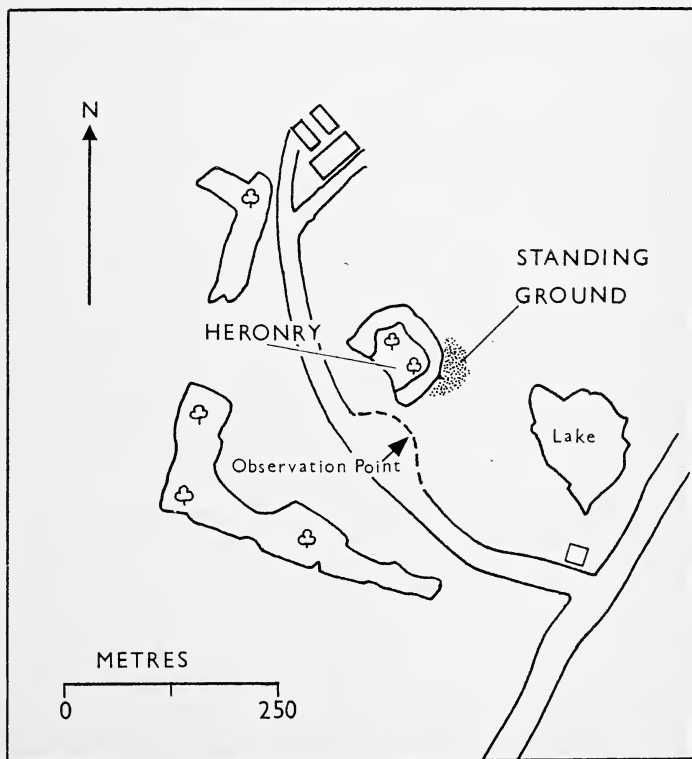 N
STANDING
GROUND
HERONRY
Lake
Observation Point
METRES
0 250